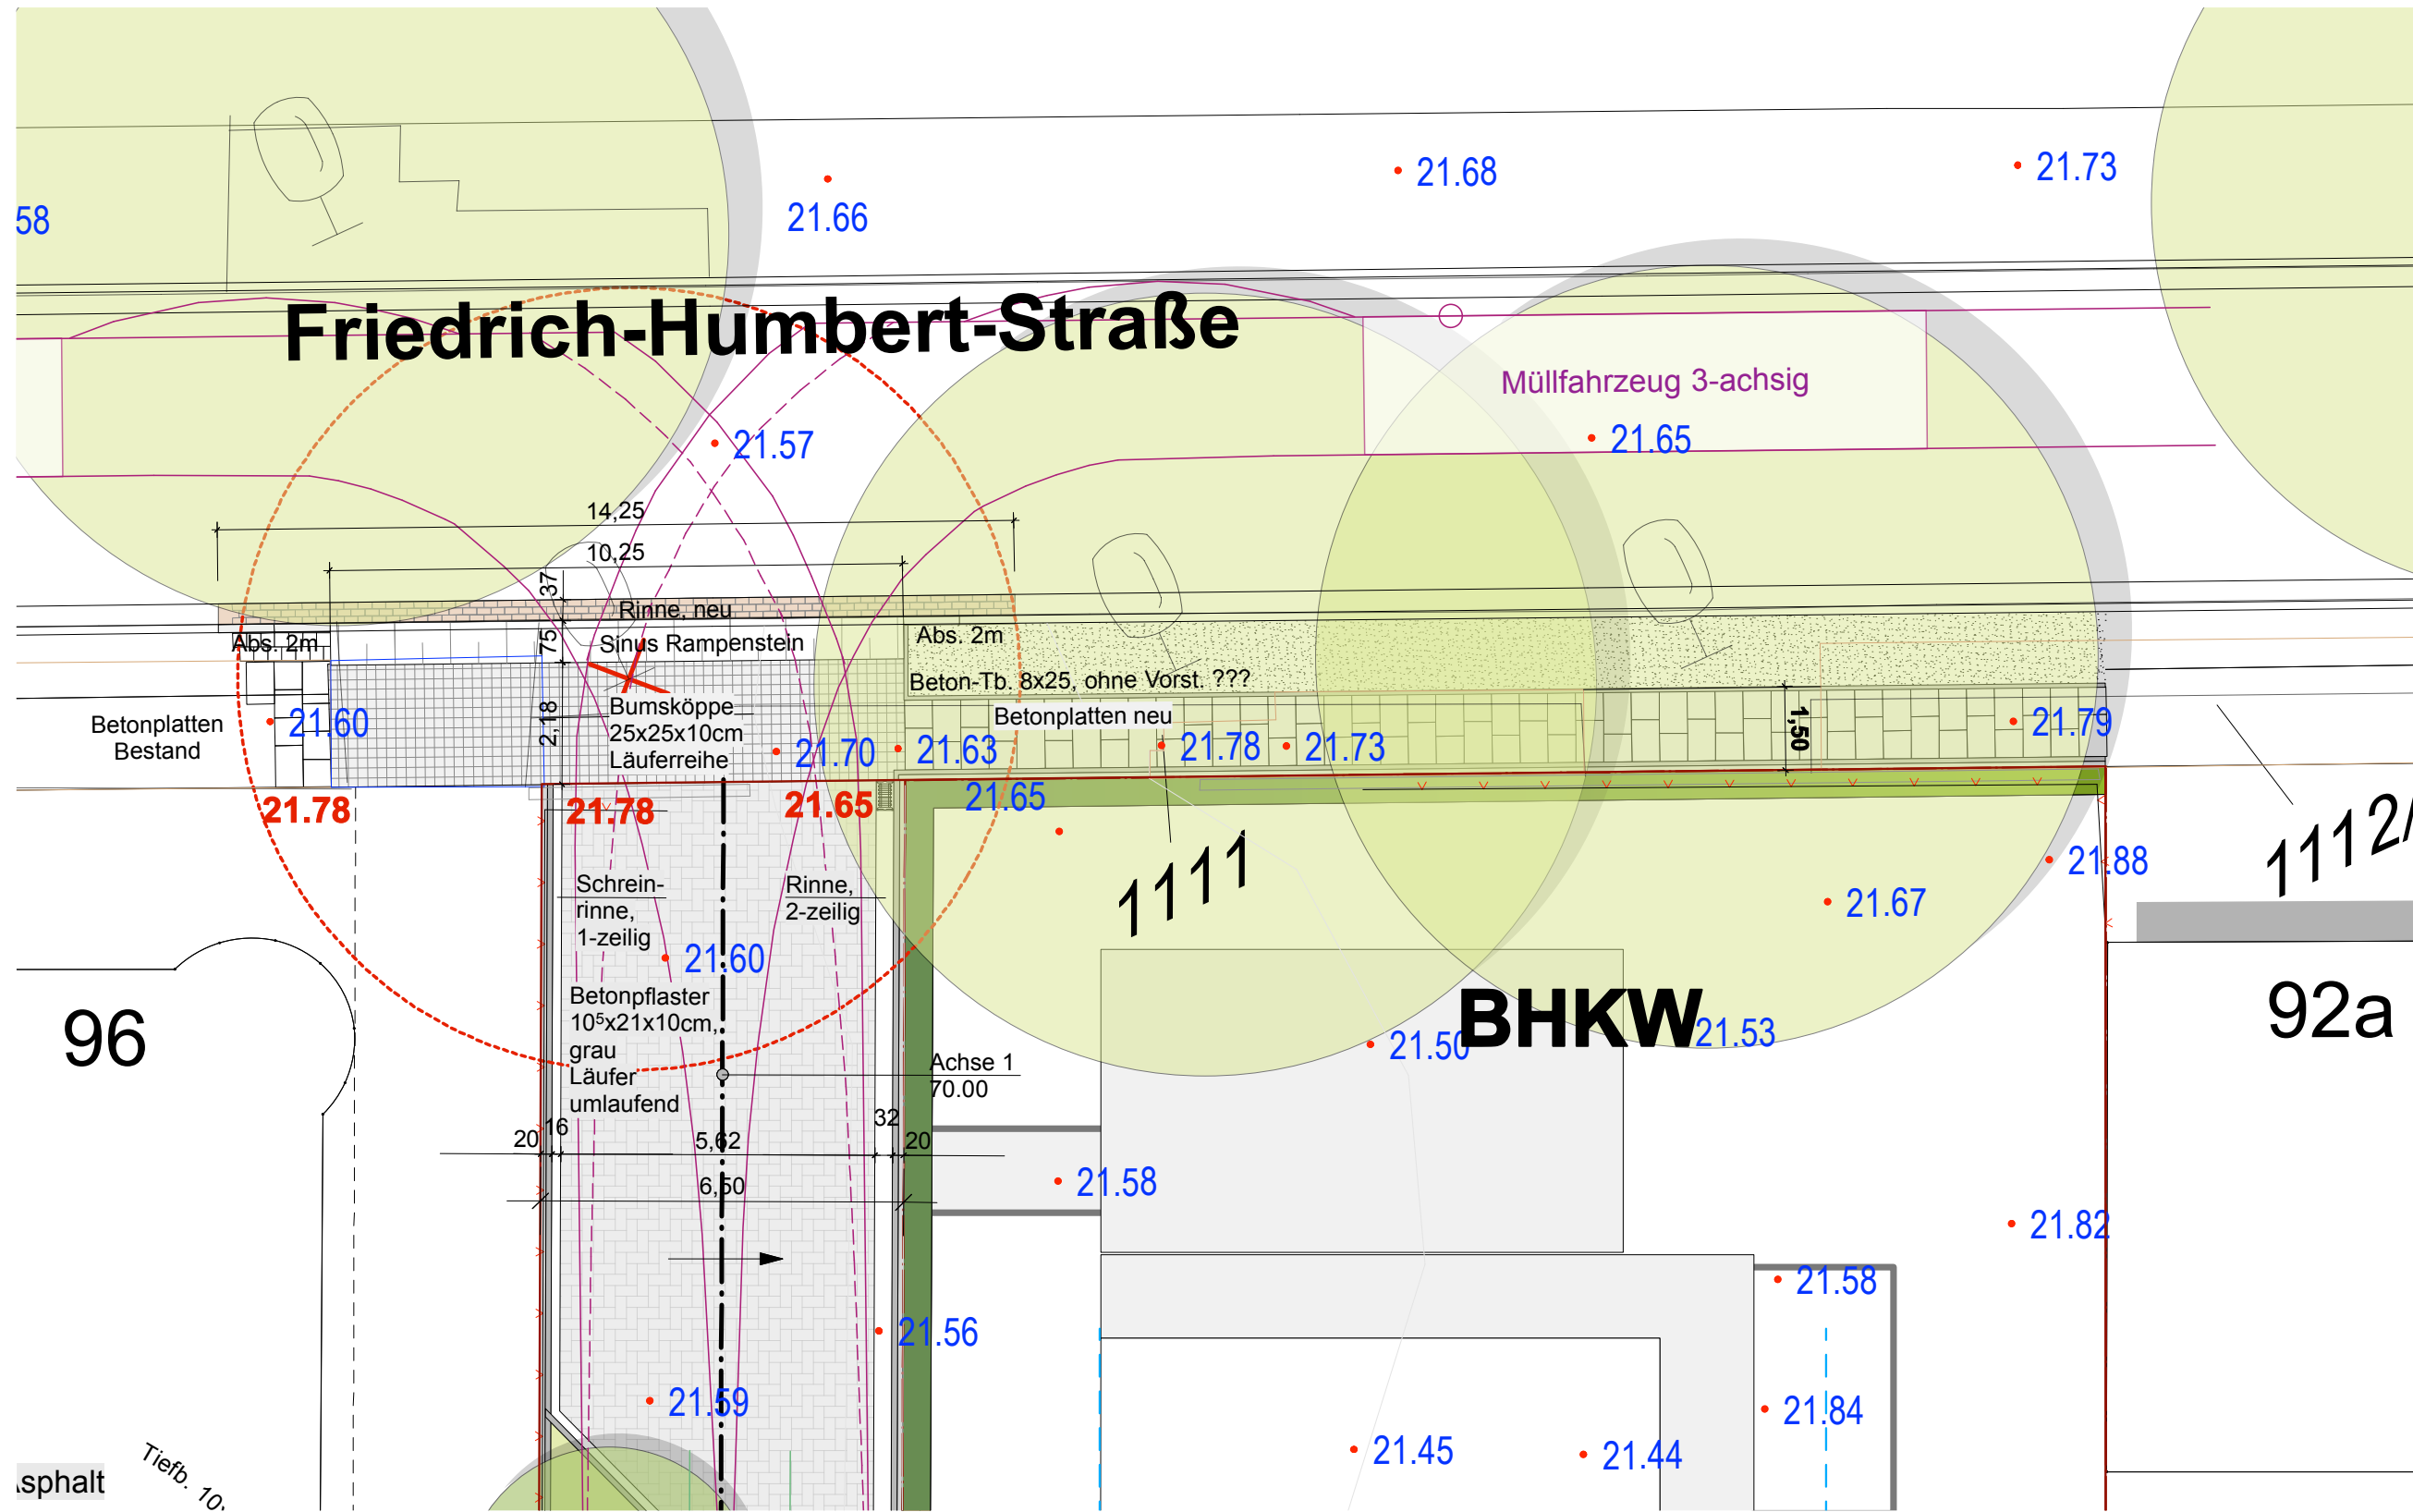 21.68
21.73
58
21.66
Friedrich-Humbert-Straße
Müllfahrzeug 3-achsig
21.57
21.65
14,25
10,25
37
Rinne, neu
75
Abs. 2m
Sinus Rampenstein
Abs. 2m
Beton-Tb. 8x25, ohne Vorst. ???
Betonplatten
Bestand
21.60
2,18
Bumsköppe
25x25x10cm
Läuferreihe
Betonplatten neu
21.70
21.63
21.78
21.73
1,50
21.79
21.78
21.78
21.65
21.65
1111
1112/
21.88
21.67
Schrein-
rinne,
1-zeilig
Rinne,
2-zeilig
21.60
96
Betonpflaster
10⁵x21x10cm,
grau
Läufer
umlaufend
Achse 1
70.00
21.50
BHKW
21.53
92a
20
16
5,62
32
20
6,50
21.58
21.82
21.58
21.56
21.59
21.84
21.45
21.44
sphalt
Tiefb. 10